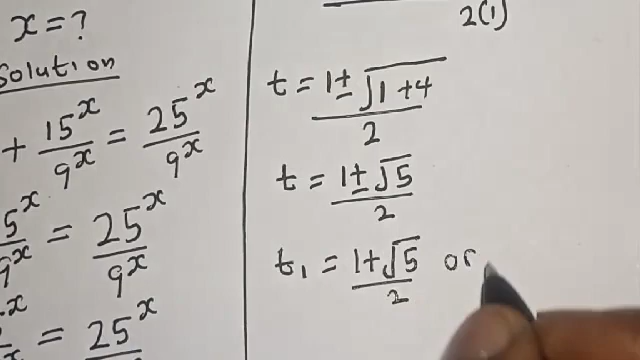 x = ?
Solution
+ 15^x/9^x = 25^x/9^x
5^x/9^x = 25^x/9^x
= 25^x
2(1)
t = 1±√1+4/2
t = 1±√5/2
t₁ = 1+√5/2 or